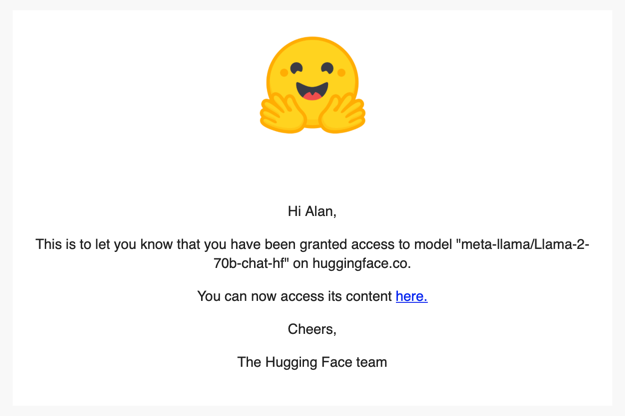 Hi Alan,
This is to let you know that you have been granted access to model "meta-llama/Llama-2-
70b-chat-hf" on huggingface.co.
You can now access its content here.
Cheers,
The Hugging Face team